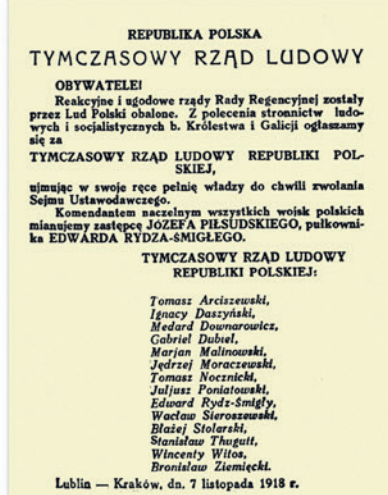 REPUBLIKA POLSKA
TYMCZASOWY RZĄD LUDOWY
OBYWATELE!
Reakcyjne i ugodowe rządy Rady Regencyjnej zostały
przez Lud Polski obalone. Z polecenia stronnictw ludo-
wych i socjalistycznych b. Królestwa i Galicji ogłaszamy
się za
TYMCZASOWY RZĄD LUDOWY REPUBLIKI POL-
SKIEJ,
ujmując w swoje ręce pełnię władzy do chwili zwołania
Sejmu Ustawodawczego.
Komendantem naczelnym wszystkich wojsk polskich
mianujemy zastępcę JÓZEFA PIŁSUDSKIEGO, pułkowni-
ka EDWARDA RYDZA-ŚMIGŁEGO.
TYMCZASOWY RZĄD LUDOWY
REPUBLIKI POLSKIEJ:
Tomasz Arciszewski,
Ignacy Daszyński,
Medard Downarowicz,
Gabriel Dubiel,
Marjan Malinowski,
Jędrzej Moraczewski,
Tomasz Nocznicki,
Juljusz Poniatowski,
Edward Rydz-Śmigły,
Wacław Sieroszewski,
Błażej Stolarski,
Stanisław Thugutt,
Wincenty Witos,
Bronisław Ziemięcki.
Lublin — Kraków, dn. 7 listopada 1918 r.